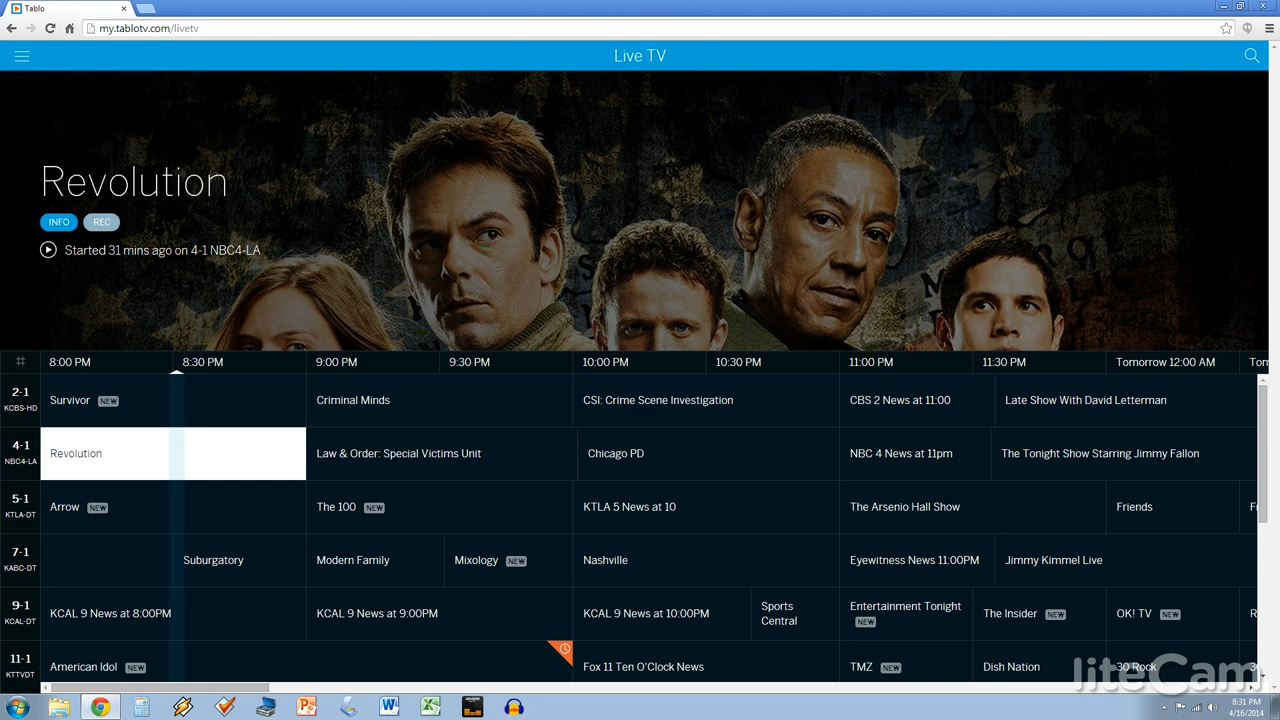 Tablo
my.tablotv.com/livetv
Live TV
Revolution
INFO REC
Started 31 mins ago on 4-1 NBC4-LA
# 8:00 PM 8:30 PM 9:00 PM 9:30 PM 10:00 PM 10:30 PM 11:00 PM 11:30 PM Tomorrow 12:00 AM Tom
2-1 KCBS-HD Survivor NEW Criminal Minds CSI: Crime Scene Investigation CBS 2 News at 11:00 Late Show With David Letterman
4-1 NBC4-LA Revolution Law & Order: Special Victims Unit Chicago PD NBC 4 News at 11pm The Tonight Show Starring Jimmy Fallon
5-1 KTLA-DT Arrow NEW The 100 NEW KTLA 5 News at 10 The Arsenio Hall Show Friends
7-1 KABC-DT Suburgatory Modern Family Mixology NEW Nashville Eyewitness News 11:00PM Jimmy Kimmel Live
9-1 KCAL-DT KCAL 9 News at 8:00PM KCAL 9 News at 9:00PM KCAL 9 News at 10:00PM Sports Central Entertainment Tonight NEW The Insider NEW OK! TV NEW
11-1 KTTVDT American Idol NEW Fox 11 Ten O'Clock News TMZ NEW Dish Nation 30 Rock
liteCam
8:31 PM
4/16/2014